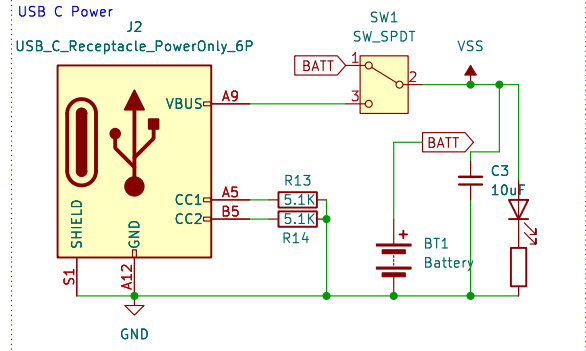 USB C Power
J2
USB_C_Receptacle_PowerOnly_6P
SW1
SW_SPDT
VSS
BATT
1
2
3
VBUS
A9
BATT
C3
10uF
CC1
A5
R13
5.1K
CC2
B5
5.1K
R14
SHIELD
GND
S1
A12
+
BT1
Battery
GND